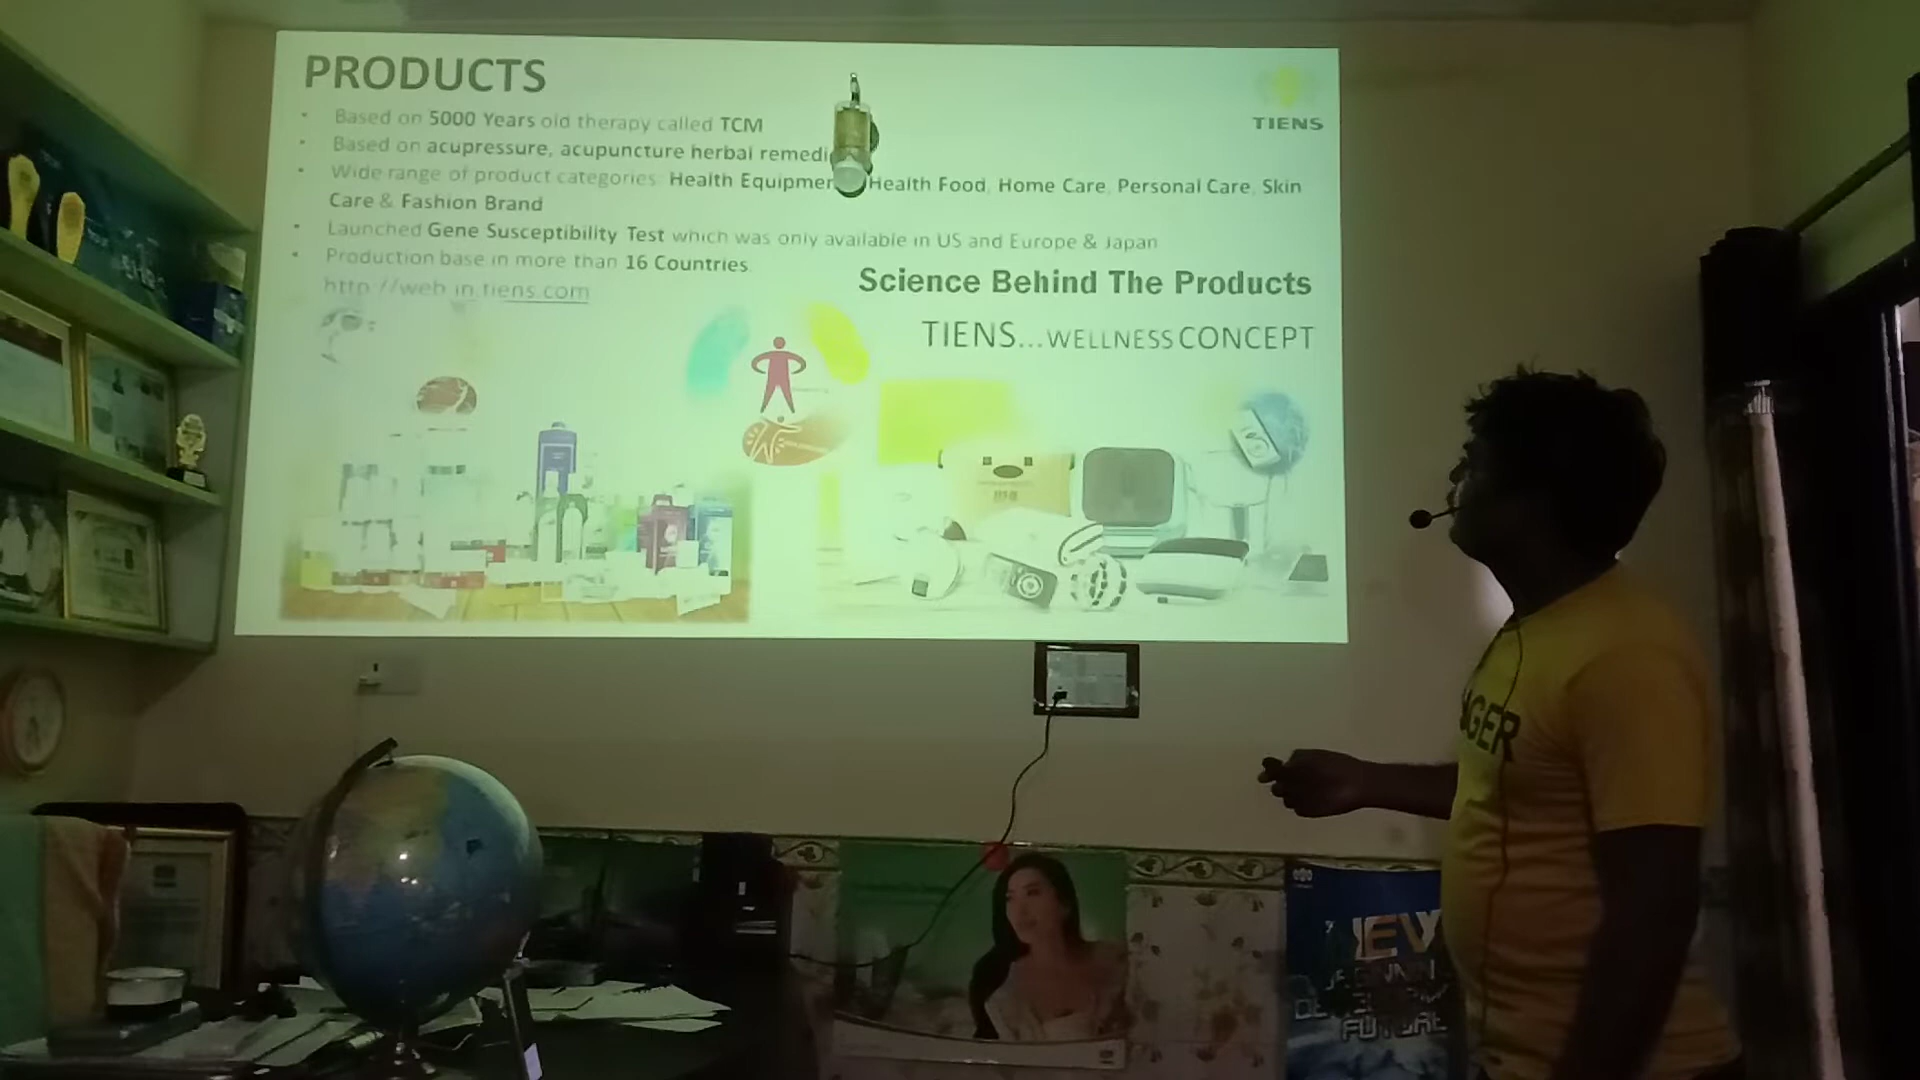 PRODUCTS
TIENS
• Based on 5000 Years old therapy called TCM
• Based on acupressure, acupuncture herbal remedi
• Wide range of product categories: Health Equipmen Health Food, Home Care, Personal Care, Skin
Care & Fashion Brand
• Launched Gene Susceptibility Test which was only available in US and Europe & Japan
• Production base in more than 16 Countries
http://web.in.tiens.com
Science Behind The Products
TIENS...WELLNESS CONCEPT
AGER
FUTURE